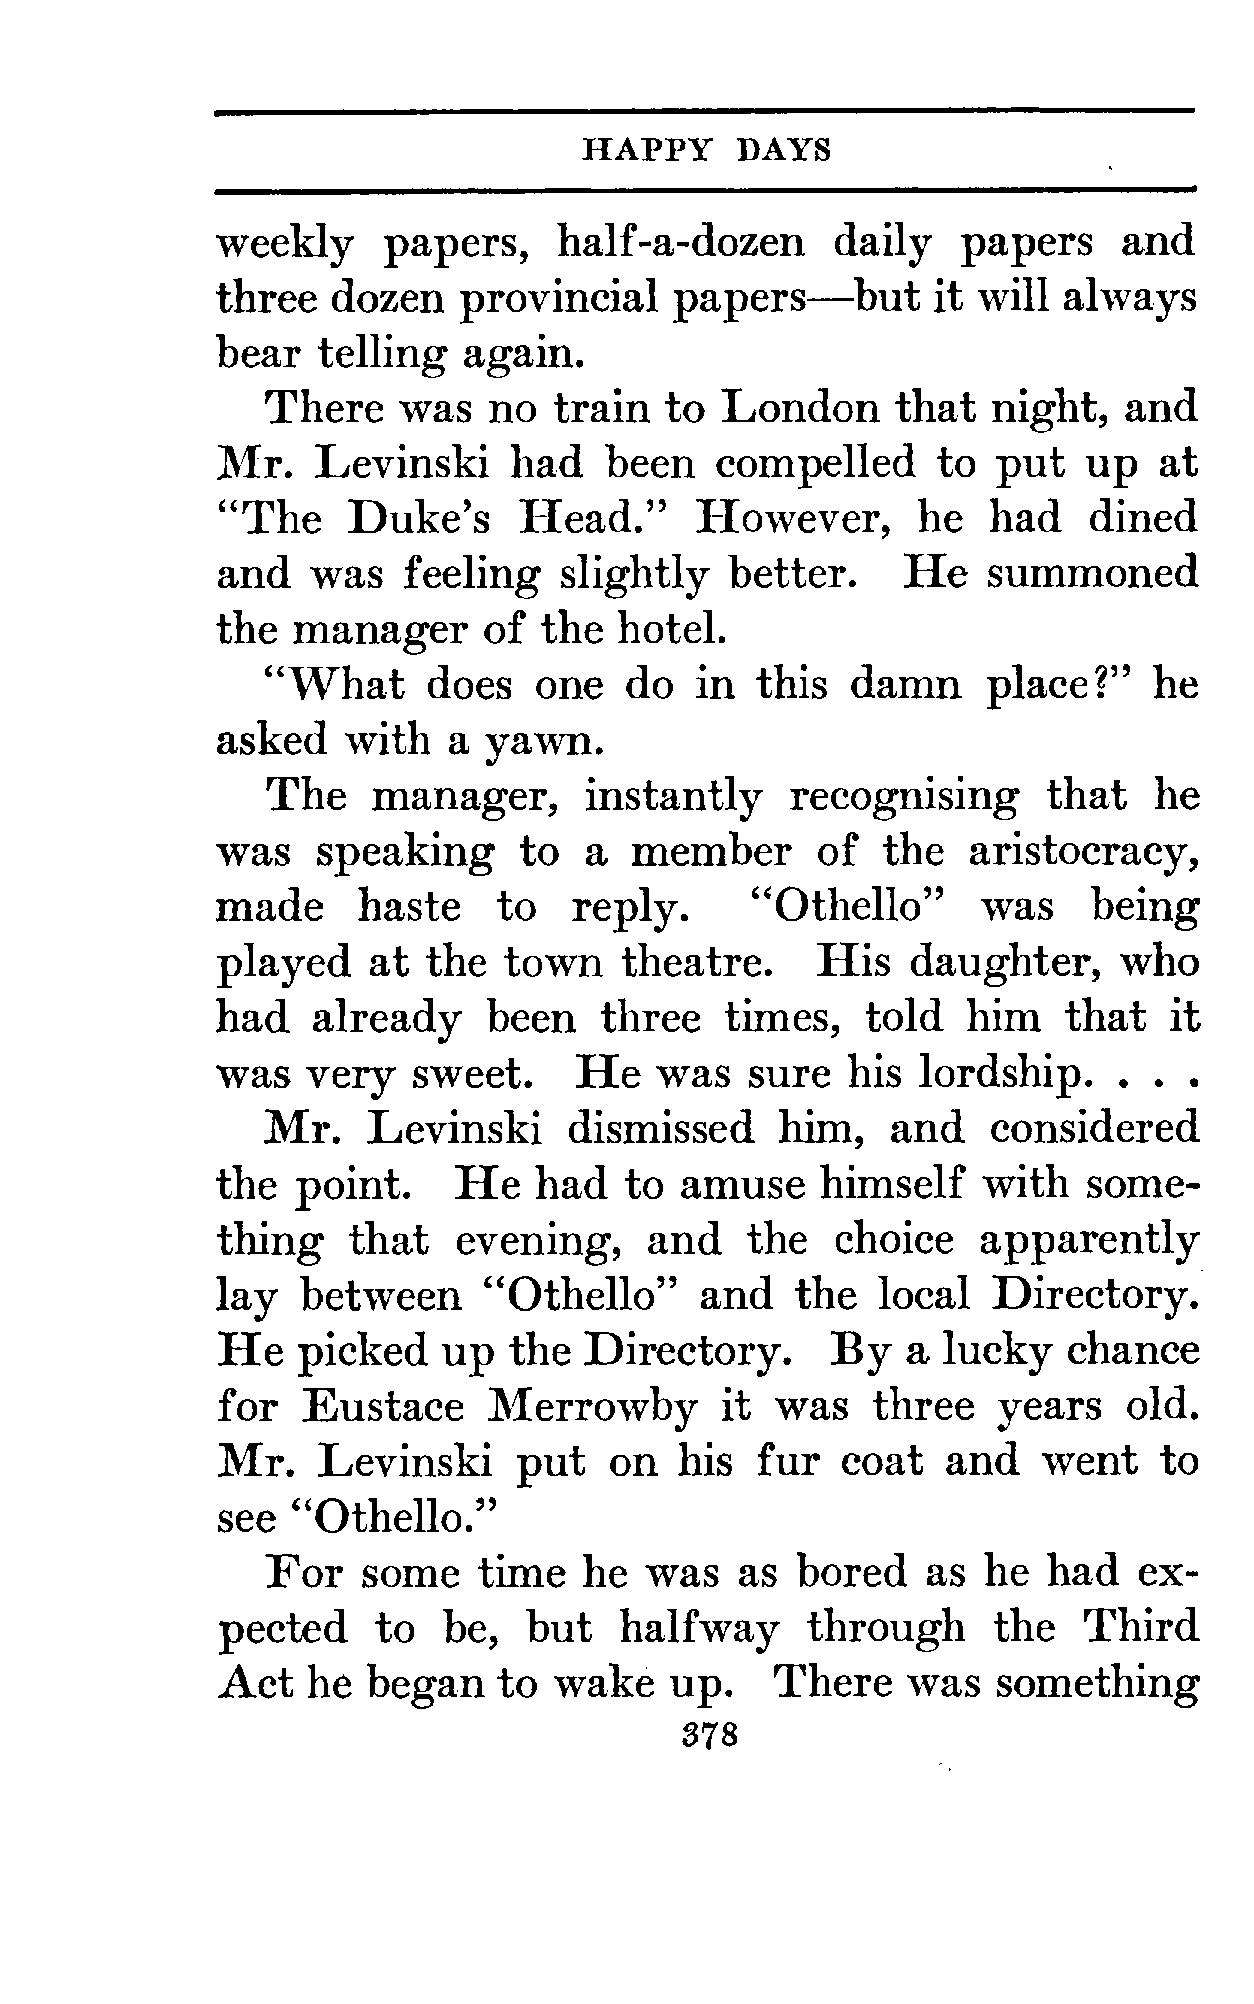 HAPPY DAYS
weekly papers, half-a-dozen daily papers and
three dozen provincial papers—but it will always
bear telling again.
There was no train to London that night, and
Mr. Levinski had been compelled to put up at
“The Duke’s Head.” However, he had dined
and was feeling slightly better. He summoned
the manager of the hotel.
“What does one do in this damn place?” he
asked with a yawn.
The manager, instantly recognising that he
was speaking to a member of the aristocracy,
made haste to reply. “Othello” was being
played at the town theatre. His daughter, who
had already been three times, told him that it
was very sweet. He was sure his lordship. . . .
Mr. Levinski dismissed him, and considered
the point. He had to amuse himself with some-
thing that evening, and the choice apparently
lay between “Othello” and the local Directory.
He picked up the Directory. By a lucky chance
for Eustace Merrowby it was three years old.
Mr. Levinski put on his fur coat and went to
see “Othello.”
For some time he was as bored as he had ex-
pected to be, but halfway through the Third
Act he began to wake up. There was something
378